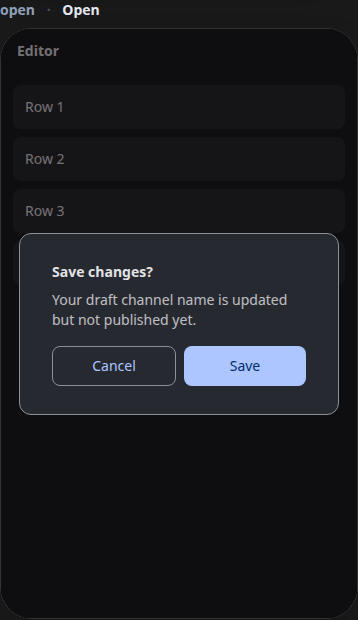 open · Open
Editor
Row 1
Row 2
Row 3
Save changes?
Your draft channel name is updated
but not published yet.
Cancel
Save